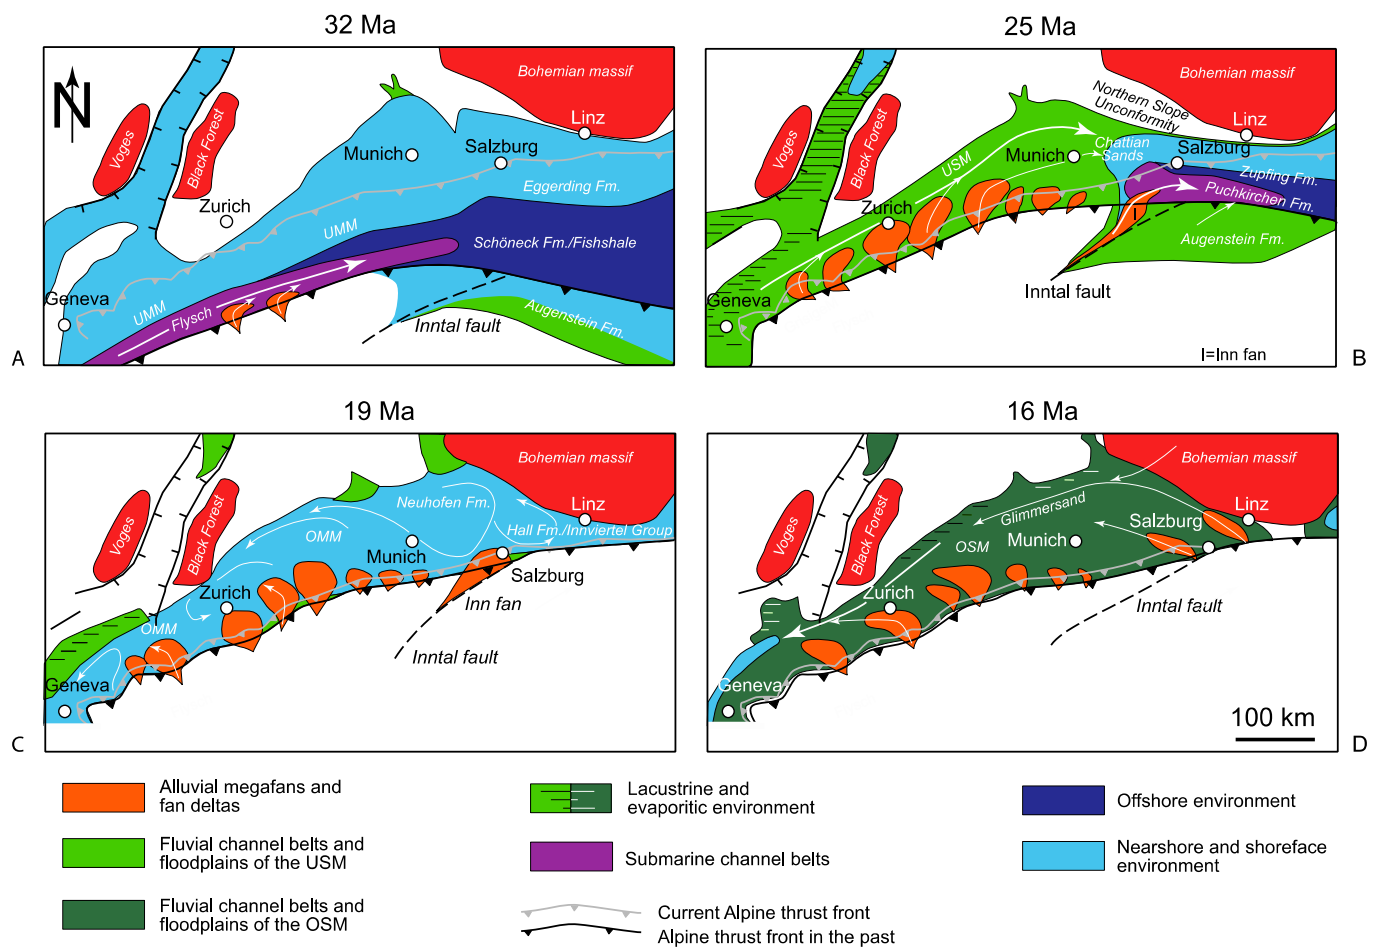 32 Ma
N
Voges
Black Forest
Bohemian massif
Linz
Munich
Salzburg
Eggerding Fm.
Zurich
UMM
Schöneck Fm./Fishshale
Geneva
UMM
Flysch
Augenstein Fm.
Inntal fault
A
25 Ma
Voges
Black Forest
Bohemian massif
Northern Slope
Unconformity
Linz
USM
Munich
Chattian
Sands
Salzburg
Zupfing Fm.
Puchkirchen Fm.
Zurich
I
Augenstein Fm.
Inntal fault
Geneva
I=Inn fan
B
19 Ma
Voges
Black Forest
Bohemian massif
Neuhofen Fm.
Linz
Hall Fm./Innviertel Group
OMM
Munich
Salzburg
Zurich
Inn fan
OMM
Inntal fault
Geneva
C
16 Ma
Voges
Black Forest
Bohemian massif
Glimmersand
Linz
Salzburg
OSM
Munich
Zurich
Inntal fault
Geneva
100 km
D
Alluvial megafans and
fan deltas
Fluvial channel belts and
floodplains of the USM
Fluvial channel belts and
floodplains of the OSM
Lacustrine and
evaporitic environment
Submarine channel belts
Current Alpine thrust front
Alpine thrust front in the past
Offshore environment
Nearshore and shoreface
environment